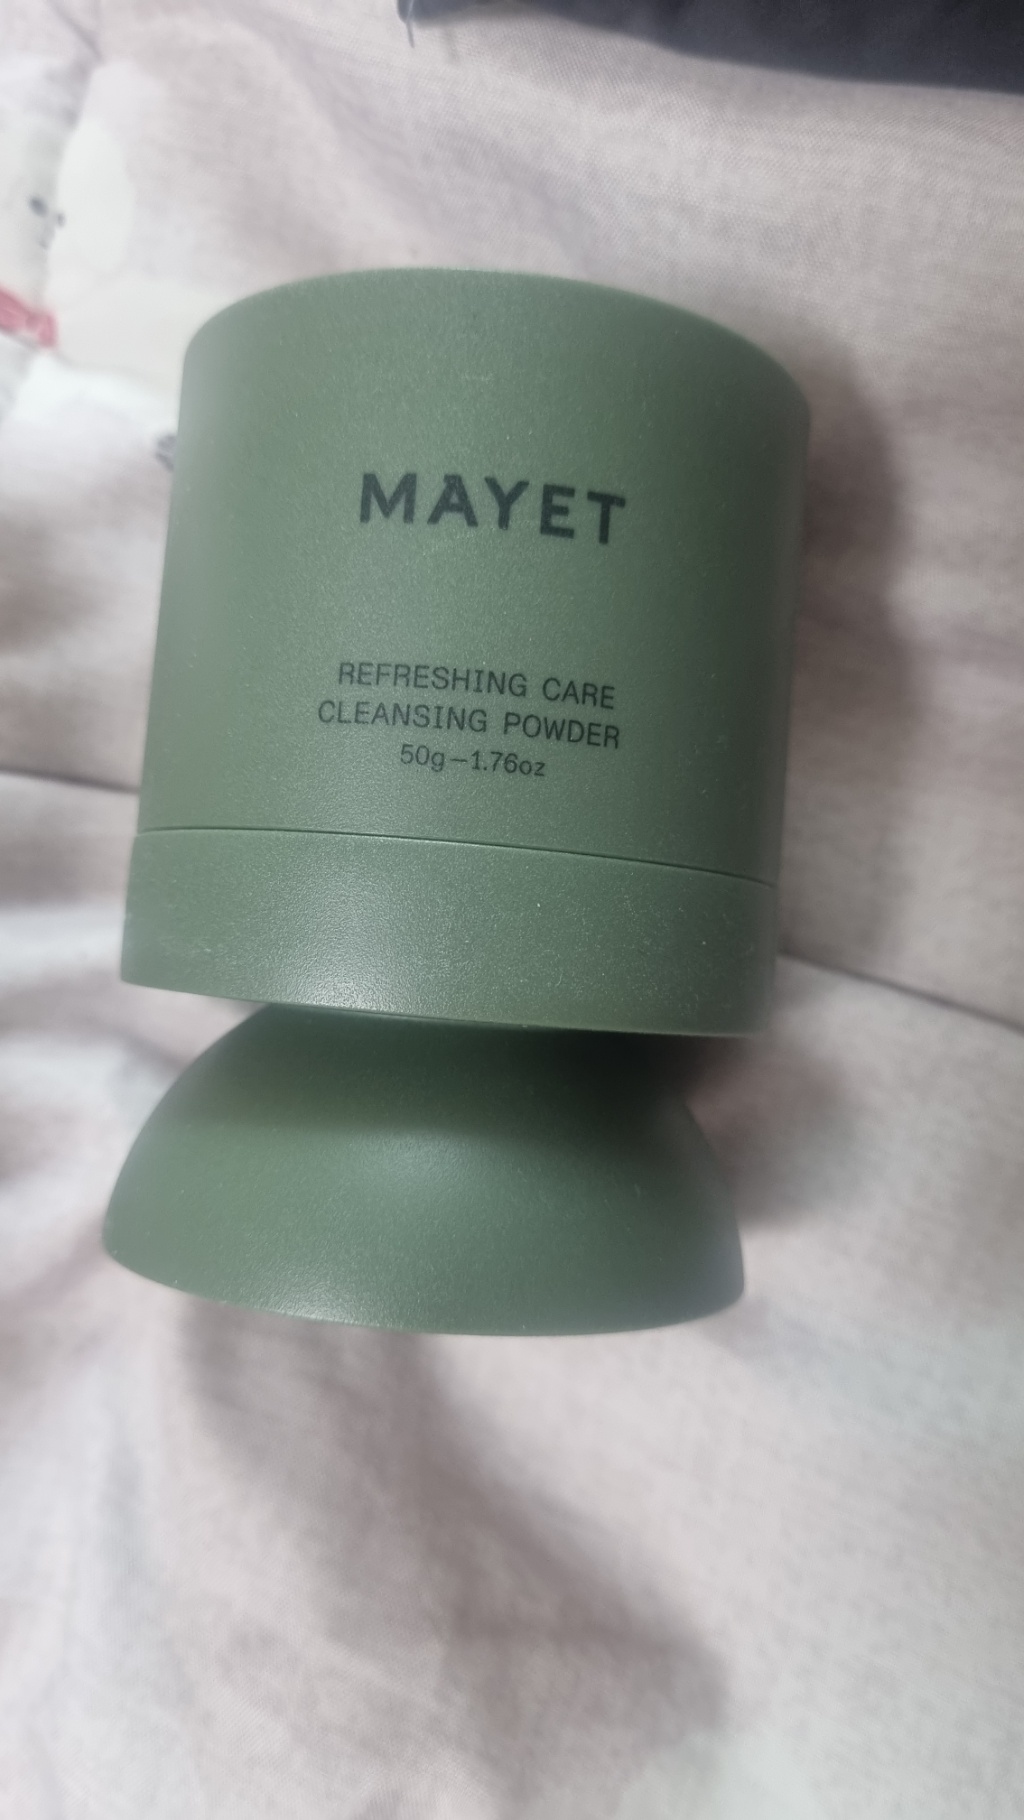 MAYET
REFRESHING CARE
CLEANSING POWDER
50g–1.76oz